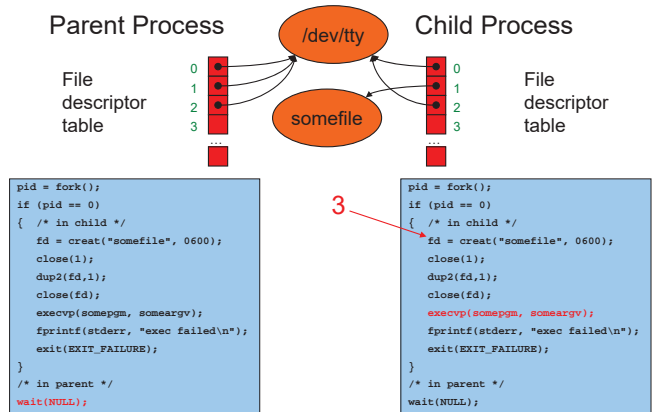 Parent Process
/dev/tty
Child Process
File
descriptor
table
0
1
2
3
...
somefile
0
1
2
3
...
File
descriptor
table
pid = fork();
if (pid == 0)
{ /* in child */
fd = creat("somefile", 0600);
close(1);
dup2(fd,1);
close(fd);
execvp(somepgm, someargv);
fprintf(stderr, "exec failed\n");
exit(EXIT_FAILURE);
}
/* in parent */
wait(NULL);
3
pid = fork();
if (pid == 0)
{ /* in child */
fd = creat("somefile", 0600);
close(1);
dup2(fd,1);
close(fd);
execvp(somepgm, someargv);
fprintf(stderr, "exec failed\n");
exit(EXIT_FAILURE);
}
/* in parent */
wait(NULL);